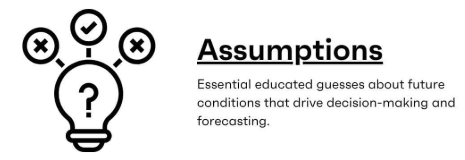 ?
Assumptions
Essential educated guesses about future
conditions that drive decision-making and
forecasting.